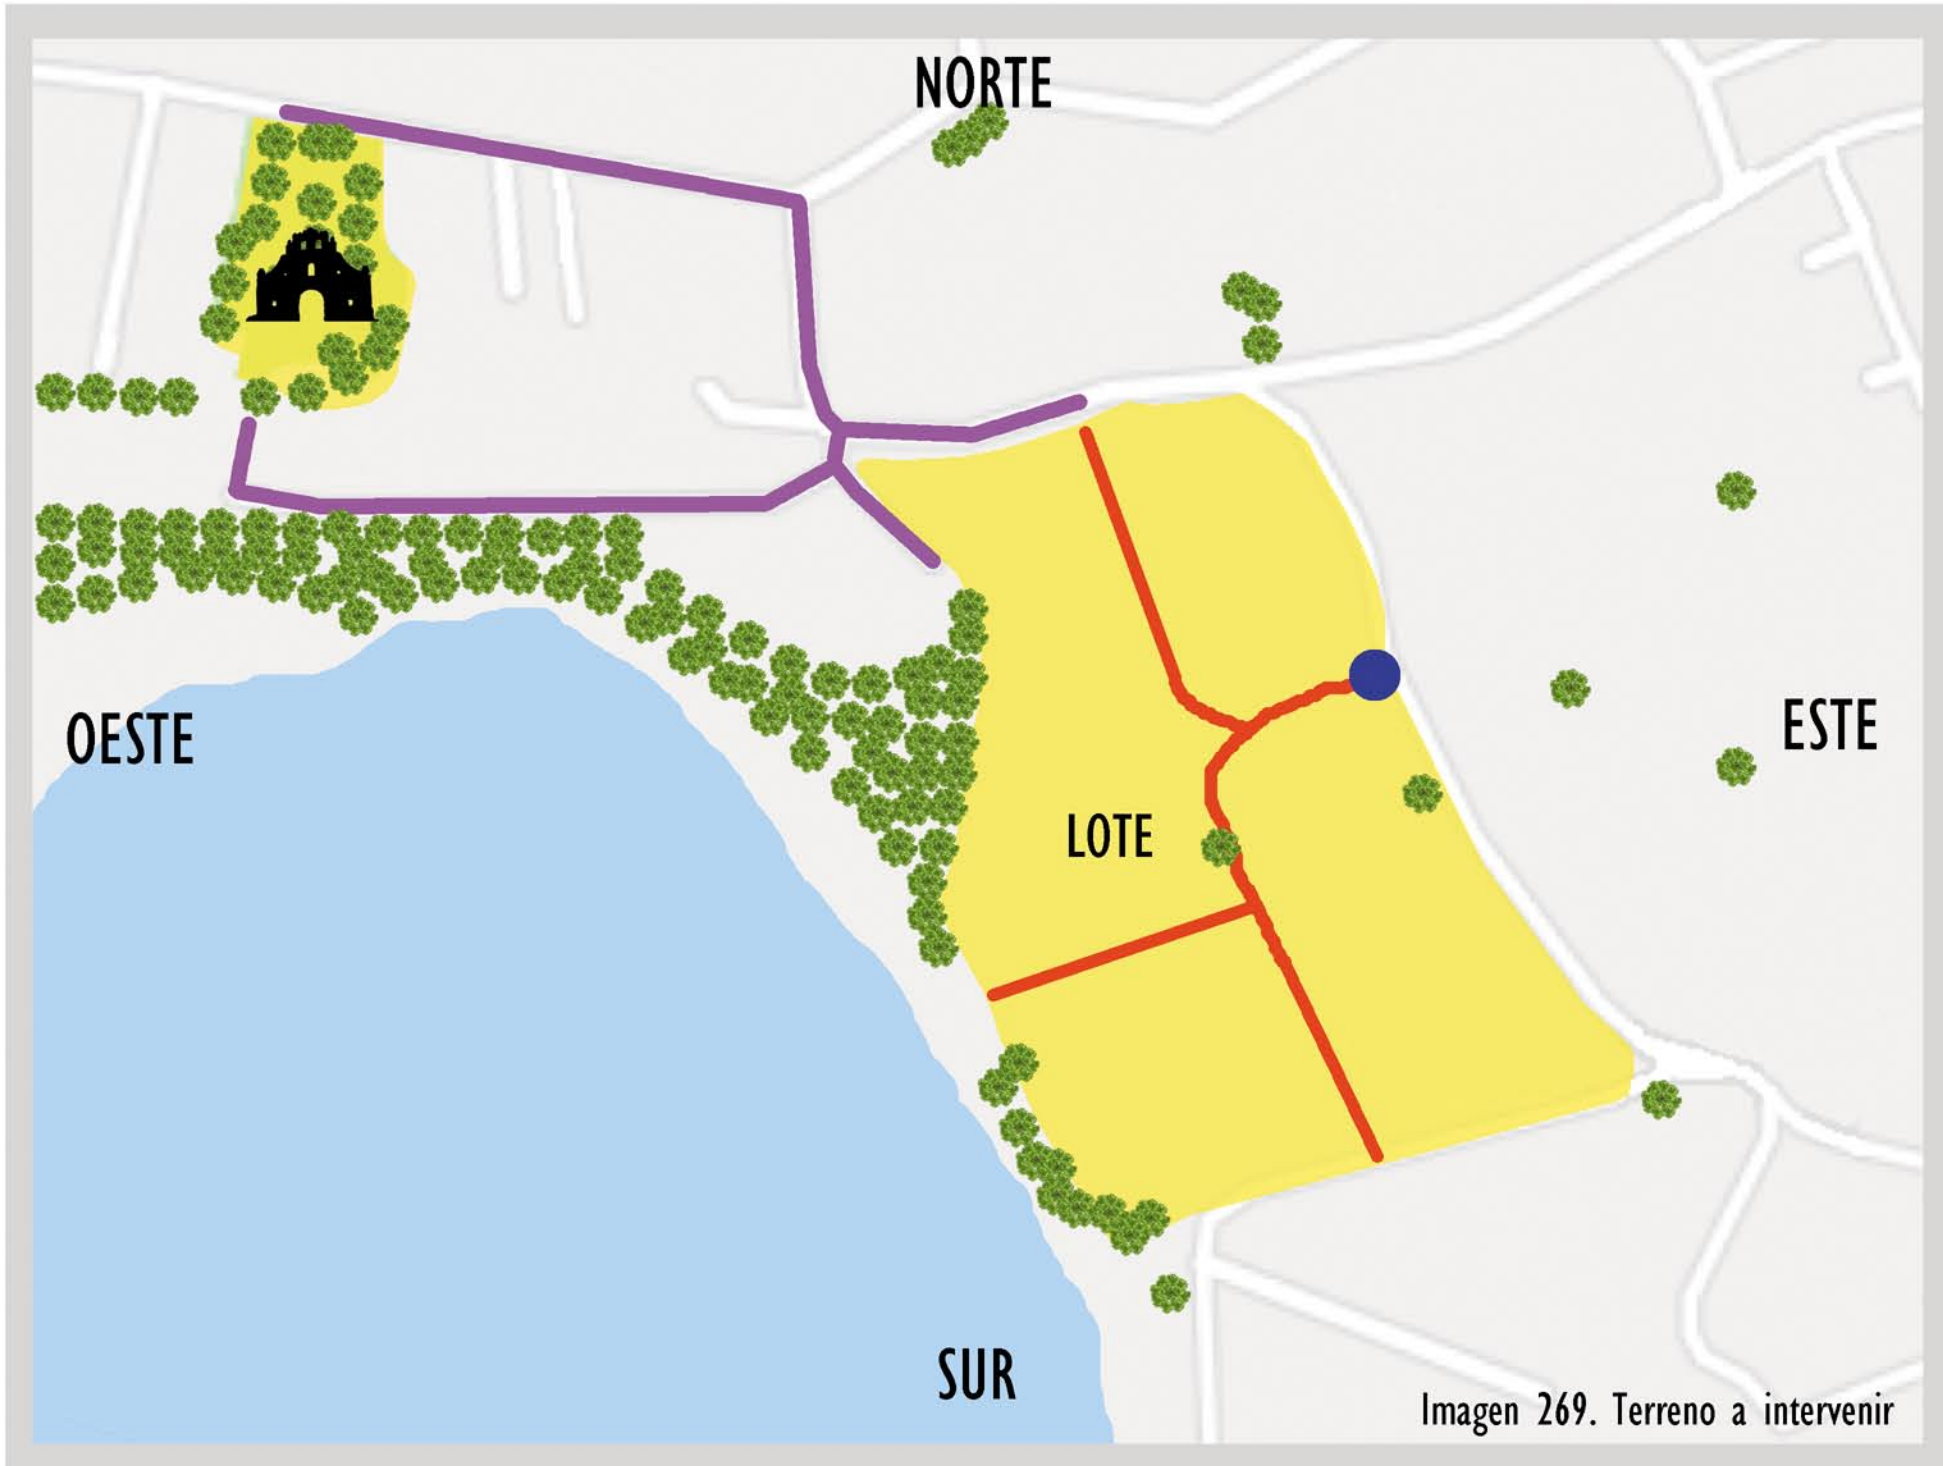 NORTE
OESTE
ESTE
LOTE
SUR
Imagen 269. Terreno a intervenir